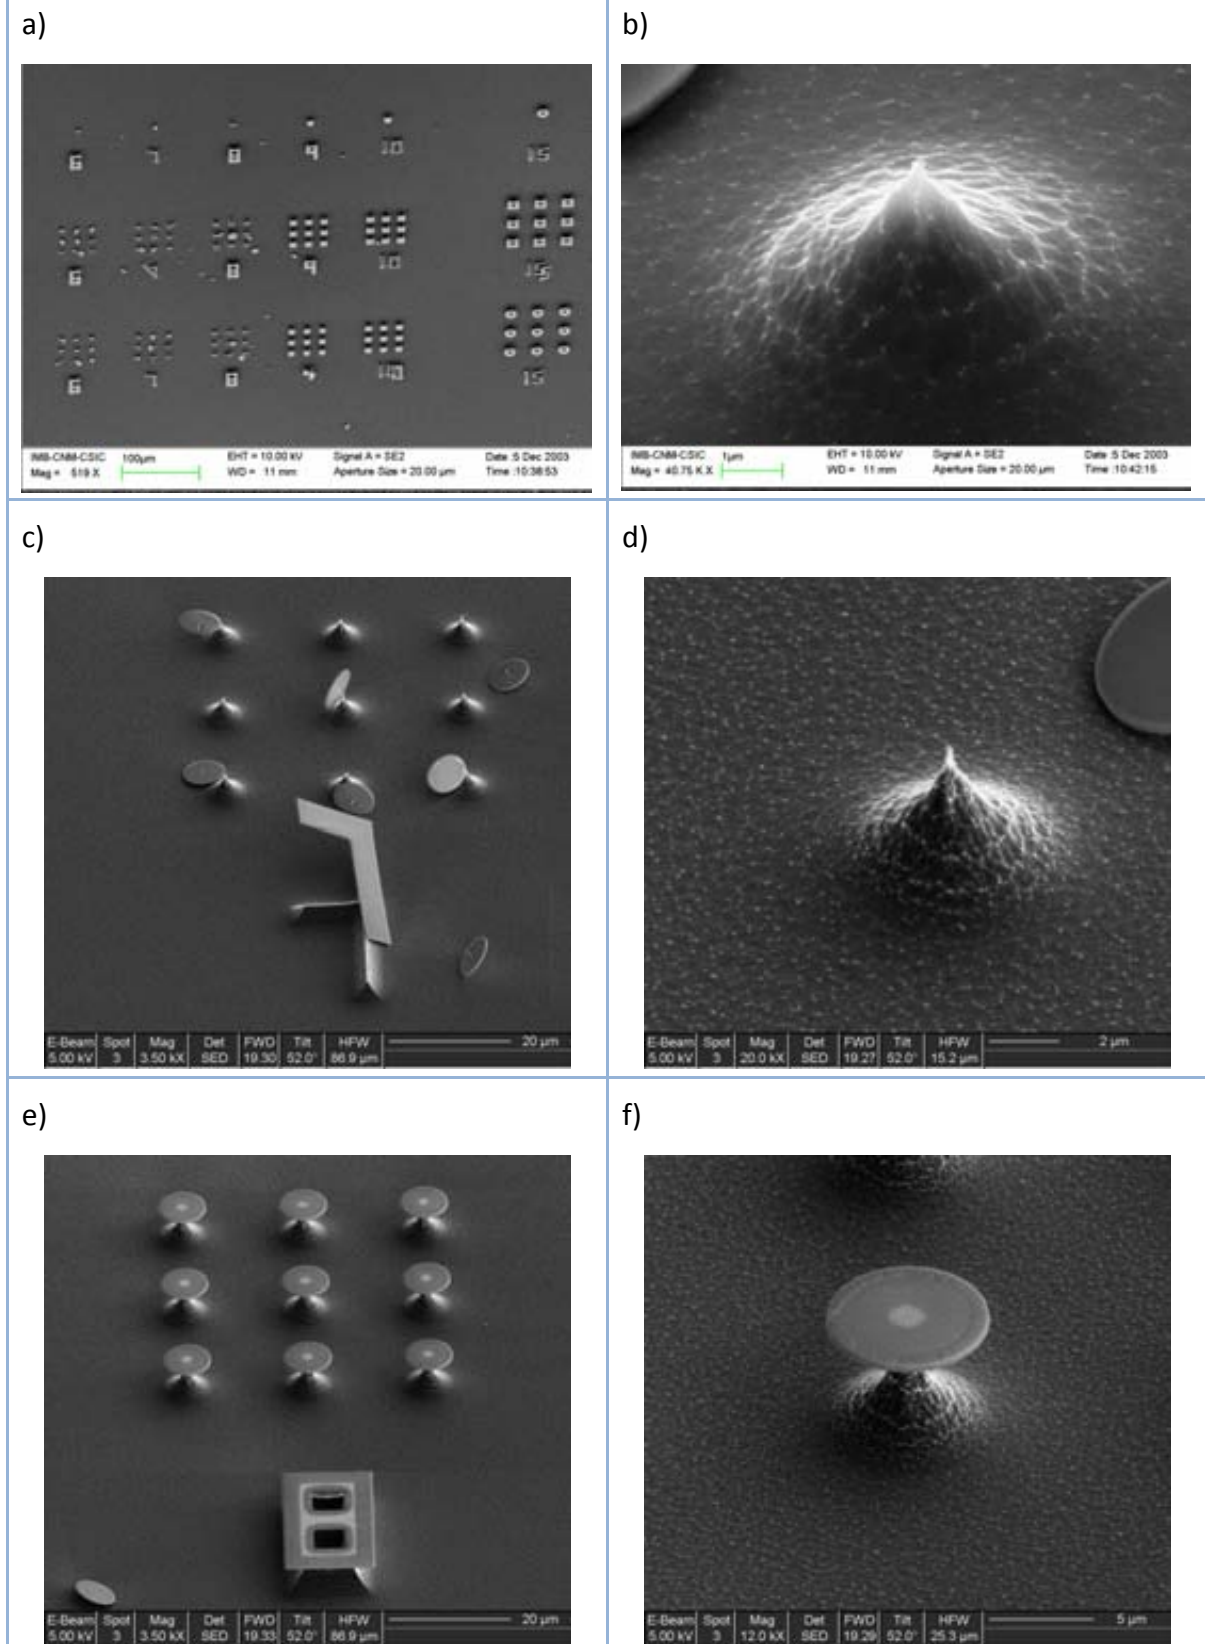 a)
b)
6 7 8 9 10 15
6 7 8 9 10 15
6 7 8 9 10 15
IMB-CNM-CSIC 100µm EHT = 10.00 kV Signal A = SE2 Date :5 Dec 2003
Mag = 519 X WD = 11 mm Aperture Size = 20.00 µm Time :10:38:53
IMB-CNM-CSIC 1µm EHT = 10.00 kV Signal A = SE2 Date :5 Dec 2003
Mag = 40.75 K X WD = 11 mm Aperture Size = 20.00 µm Time :10:42:15
c)
d)
7
E-Beam Spot Mag Det FWD Tilt HFW 20 µm
5.00 kV 3 3.50 kX SED 19.30 52.0° 86.9 µm
E-Beam Spot Mag Det FWD Tilt HFW 2 µm
5.00 kV 3 20.0 kX SED 19.27 52.0° 15.2 µm
e)
f)
8
E-Beam Spot Mag Det FWD Tilt HFW 20 µm
5.00 kV 3 3.50 kX SED 19.33 52.0° 86.9 µm
E-Beam Spot Mag Det FWD Tilt HFW 5 µm
5.00 kV 3 12.0 kX SED 19.29 52.0° 25.3 µm